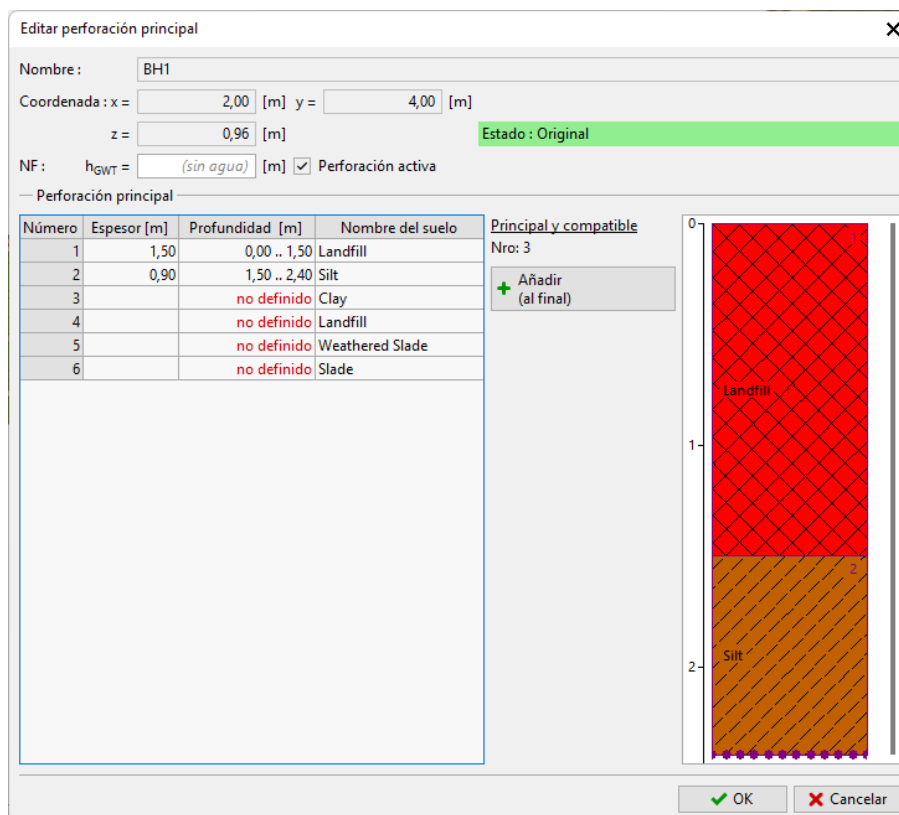 Editar perforación principal
Nombre : BH1
Coordenada : x = 2,00 [m] y = 4,00 [m]
z = 0,96 [m] Estado : Original
NF : hGWT = (sin agua) [m] Perforación activa
Perforación principal
Número Espesor [m] Profundidad [m] Nombre del suelo
1 1,50 0,00 .. 1,50 Landfill
2 0,90 1,50 .. 2,40 Silt
3 no definido Clay
4 no definido Landfill
5 no definido Weathered Slade
6 no definido Slade
Principal y compatible
Nro: 3
Añadir
(al final)
0
1
Landfill
1
2
Silt
2
OK Cancelar